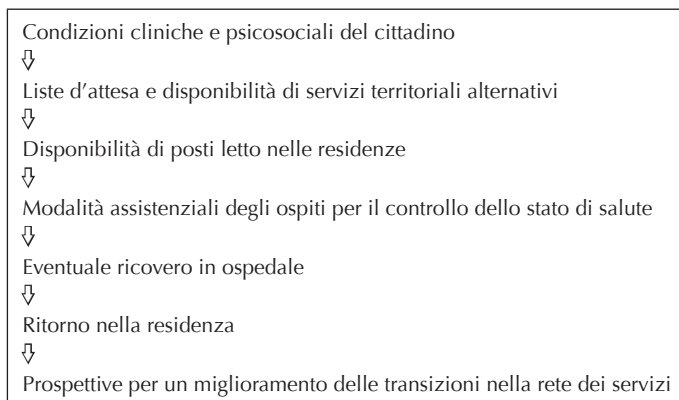 Condizioni cliniche e psicosociali del cittadino
⇩
Liste d’attesa e disponibilità di servizi territoriali alternativi
⇩
Disponibilità di posti letto nelle residenze
⇩
Modalità assistenziali degli ospiti per il controllo dello stato di salute
⇩
Eventuale ricovero in ospedale
⇩
Ritorno nella residenza
⇩
Prospettive per un miglioramento delle transizioni nella rete dei servizi